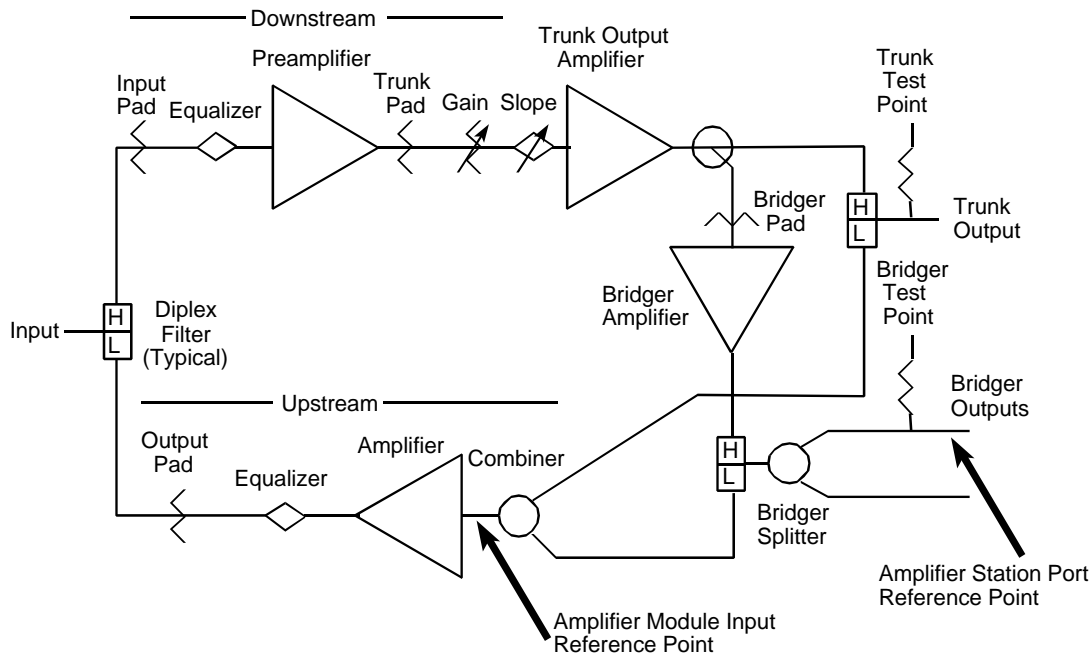 Downstream
Trunk Output
Amplifier
Trunk
Test
Point
Preamplifier
Input
Pad
Equalizer
Trunk
Pad
Gain
Slope
Bridger
Pad
H
L
Trunk
Output
Bridger
Test
Point
Input
H
L
Diplex
Filter
(Typical)
Bridger
Amplifier
Bridger
Outputs
Upstream
Output
Pad
Equalizer
Amplifier
Combiner
H
L
Bridger
Splitter
Amplifier Station Port
Reference Point
Amplifier Module Input
Reference Point